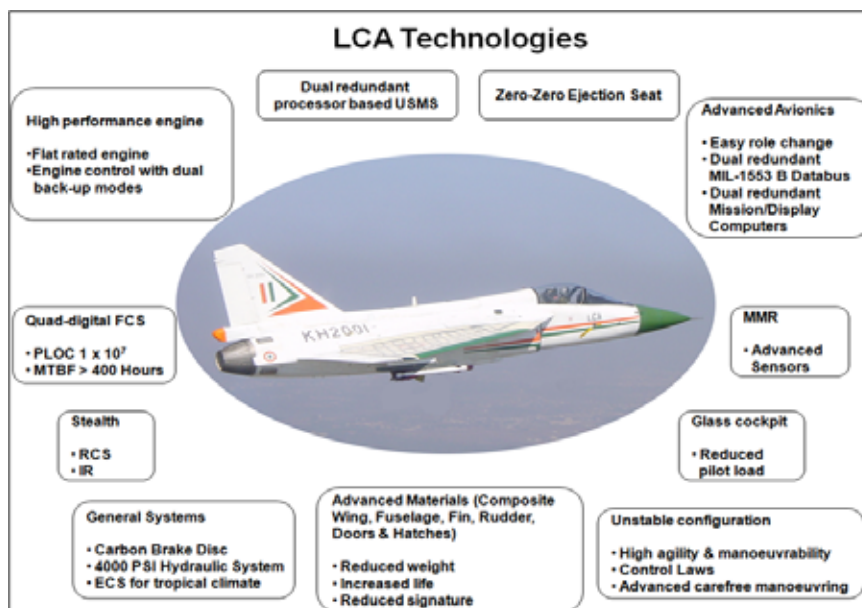 LCA Technologies
Dual redundant
processor based USMS
Zero-Zero Ejection Seat
High performance engine
•Flat rated engine
•Engine control with dual
back-up modes
Advanced Avionics
• Easy role change
• Dual redundant
MIL-1553 B Databus
• Dual redundant
Mission/Display
Computers
Quad-digital FCS
• PLOC 1 x 10⁷
• MTBF > 400 Hours
KH2001
LCA
MMR
• Advanced
Sensors
Stealth
• RCS
• IR
Glass cockpit
• Reduced
pilot load
General Systems
• Carbon Brake Disc
• 4000 PSI Hydraulic System
• ECS for tropical climate
Advanced Materials (Composite
Wing, Fuselage, Fin, Rudder,
Doors & Hatches)
• Reduced weight
• Increased life
• Reduced signature
Unstable configuration
• High agility & manoeuvrability
• Control Laws
• Advanced carefree manoeuvring